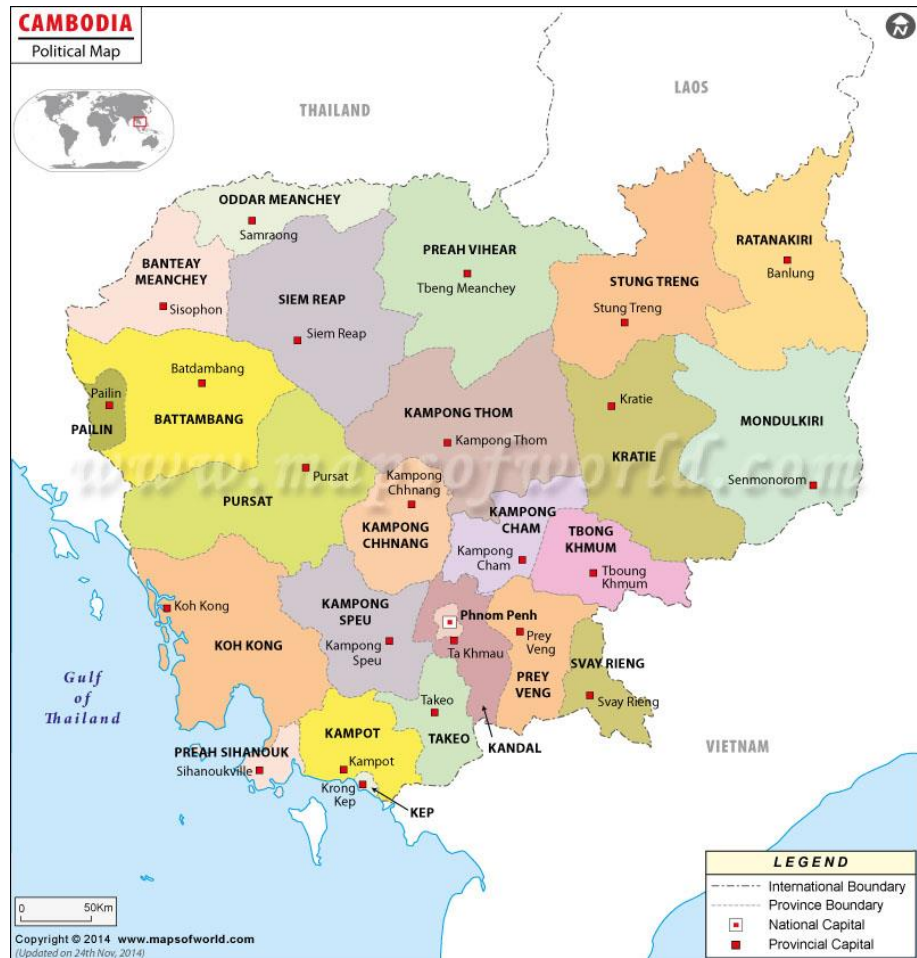 CAMBODIA
Political Map
N
THAILAND
LAOS
ODDAR MEANCHEY
Samraong
BANTEAY
MEANCHEY
Sisophon
SIEM REAP
Siem Reap
PREAH VIHEAR
Tbeng Meanchey
STUNG TRENG
Stung Treng
RATANAKIRI
Banlung
Batdambang
BATTAMBANG
Pailin
PAILIN
KAMPONG THOM
Kampong Thom
Kratie
KRATIE
MONDULKIRI
Senmonorom
www.mapsofworld.com
Pursat
PURSAT
Kampong
Chhnang
KAMPONG
CHHNANG
KAMPONG
CHAM
Kampong
Cham
TBONG
KHMUM
Tboung
Khmum
Koh Kong
KOH KONG
KAMPONG
SPEU
Kampong
Speu
Phnom Penh
Ta Khmau
Prey
Veng
PREY
VENG
SVAY RIENG
Svay Rieng
Gulf
of
Thailand
Takeo
TAKEO
KANDAL
VIETNAM
PREAH SIHANOUK
Sihanoukville
KAMPOT
Kampot
Krong
Kep
KEP
LEGEND
International Boundary
Province Boundary
National Capital
Provincial Capital
0 50Km
Copyright © 2014 www.mapsofworld.com
(Updated on 24th Nov, 2014)